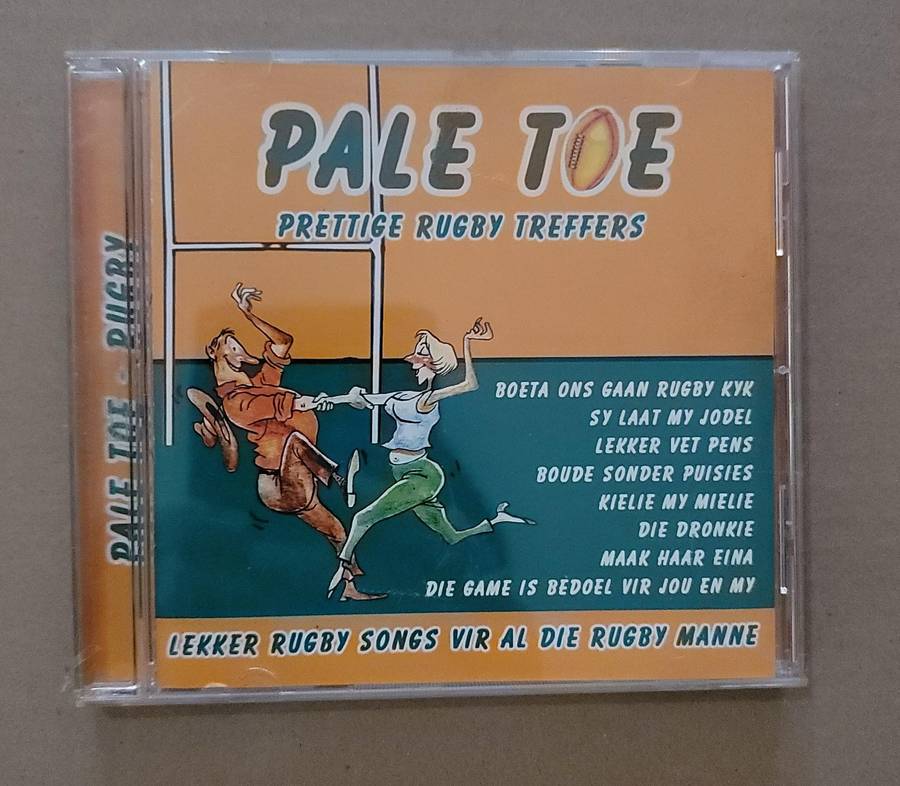 PALE TOE
PRETTIGE RUGBY TREFFERS
PALE TOE - RUGBY
BOETA ONS GAAN RUGBY KYK
SY LAAT MY JODEL
LEKKER VET PENS
BOUDE SONDER PUISIES
KIELIE MY MIELIE
DIE DRONKIE
MAAK HAAR EINA
DIE GAME IS BEDOEL VIR JOU EN MY
LEKKER RUGBY SONGS VIR AL DIE RUGBY MANNE